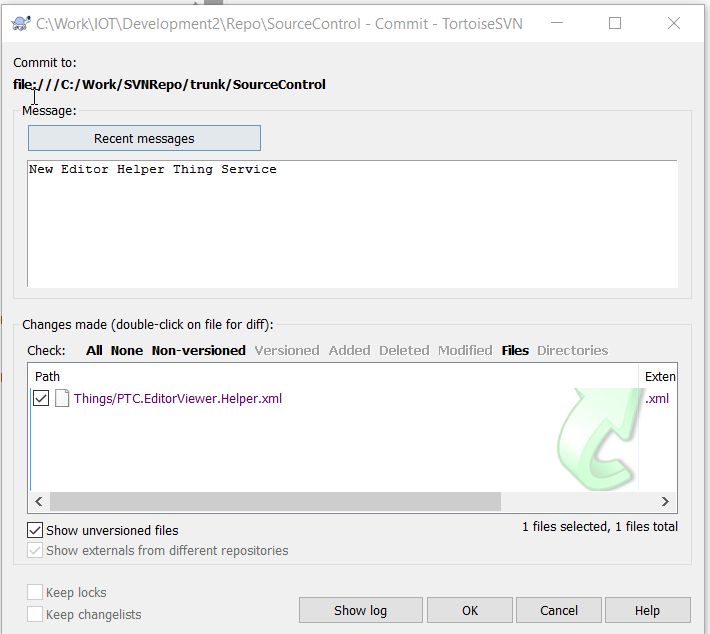 C:\Work\IOT\Development2\Repo\SourceControl - Commit - TortoiseSVN
Commit to:
file:///C:/Work/SVNRepo/trunk/SourceControl
Message:
Recent messages
New Editor Helper Thing Service
Changes made (double-click on file for diff):
Check: All None Non-versioned Versioned Added Deleted Modified Files Directories
Path Exten
Things/PTC.EditorViewer.Helper.xml .xml
Show unversioned files 1 files selected, 1 files total
Show externals from different repositories
Keep locks
Keep changelists
Show log OK Cancel Help